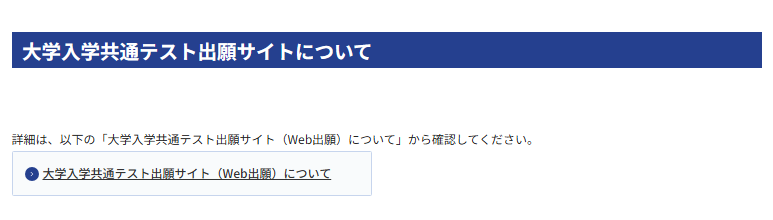 大学入学共通テスト出願サイトについて
詳細は、以下の「大学入学共通テスト出願サイト（Web出願）について」から確認してください。
大学入学共通テスト出願サイト（Web出願）について